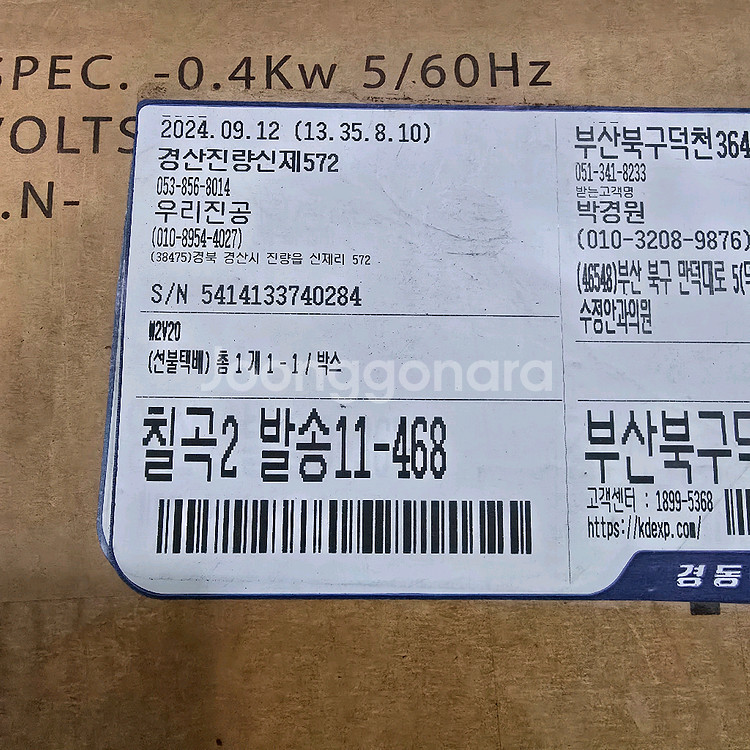 SPEC. -0.4Kw 5/60Hz
VOLTS
.N-
2024.09.12 (13.35.8.10)
경산진량신제572
053-856-8014
우리진공
(010-8954-4027)
(38475)경북 경산시 진량읍 신제리 572
S/N 5414133740284
M2V20
(선불택배) 총 1 개 1 - 1 / 박스
칠곡2 발송11-468
부산북구덕천364
051-341-8233
받는고객명
박경원
(010-3208-9876)
(46548)부산 북구 만덕대로 5(
수정안과의원
부산북구덕
고객센터 : 1899-5368
https://kdexp.com/
경동
Joonggonara